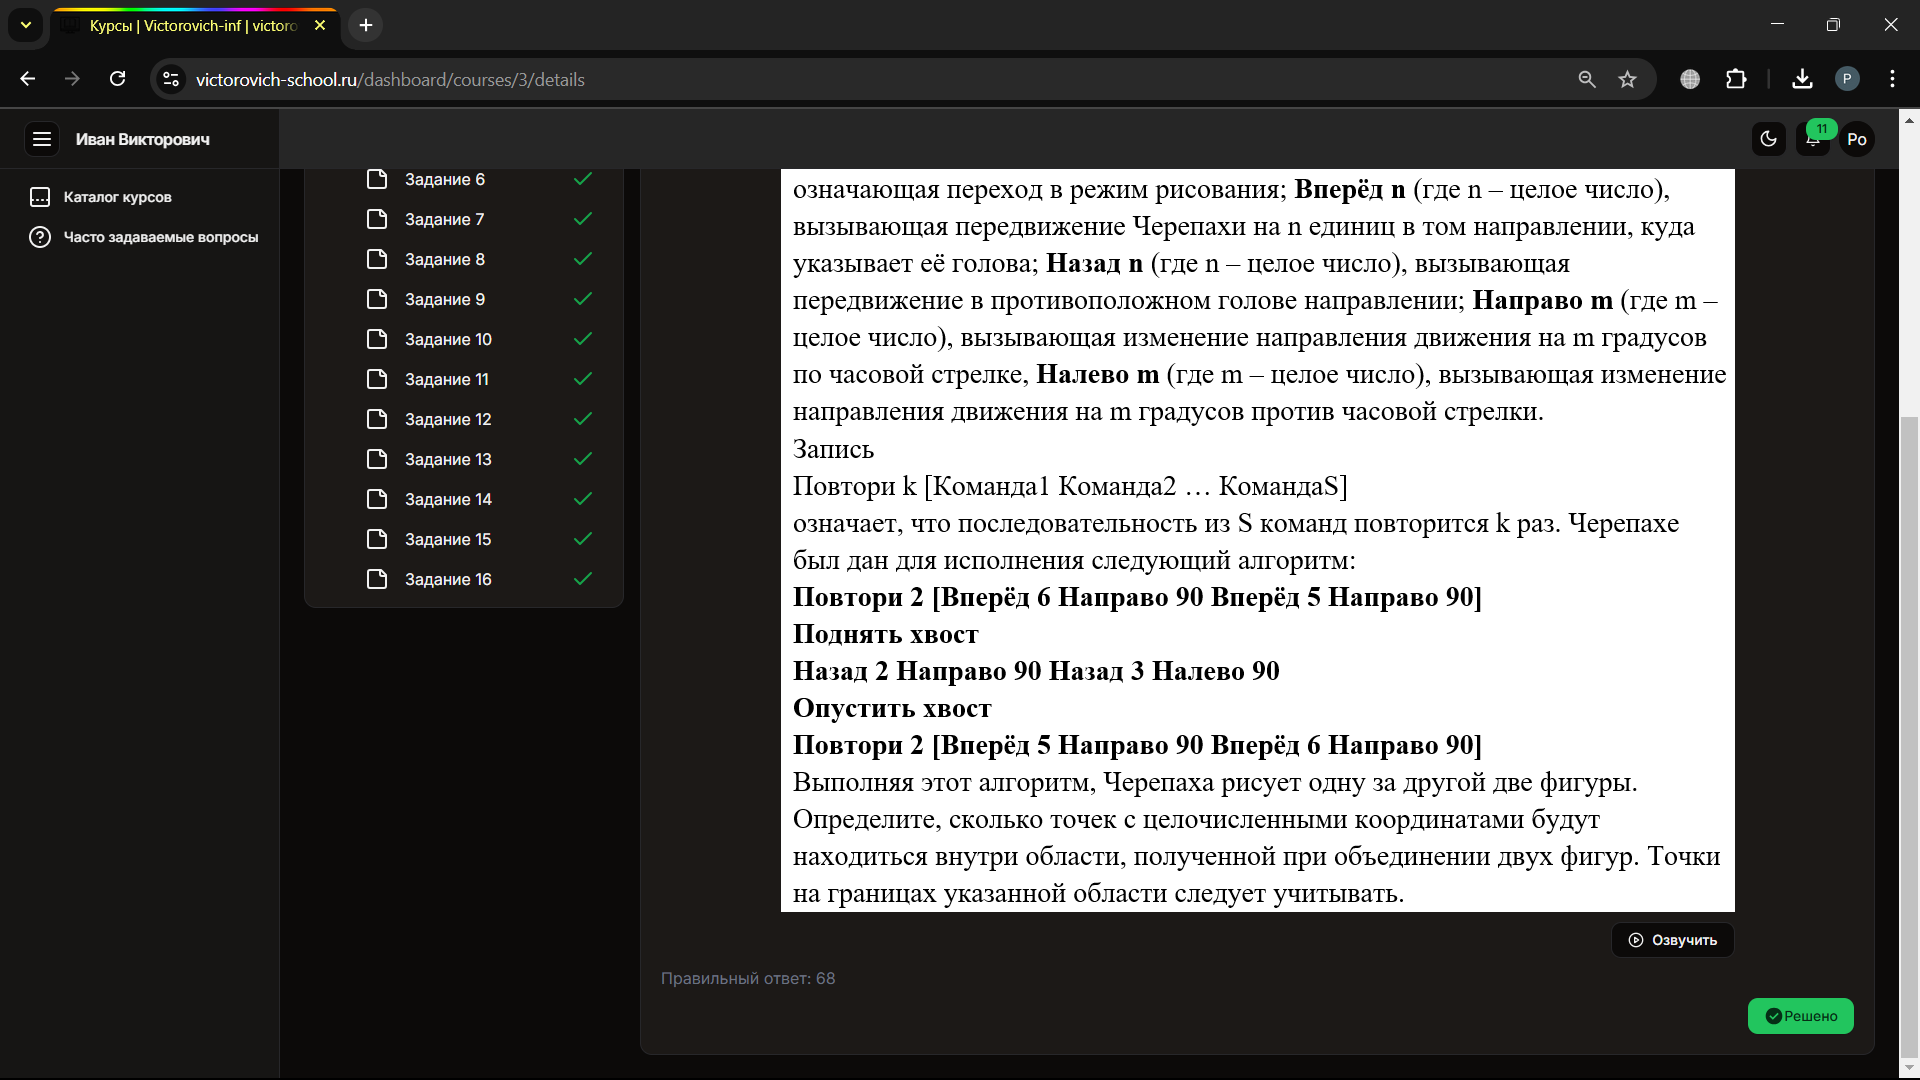 Курсы | Victorovich-inf | victoro
victorovich-school.ru/dashboard/courses/3/details
P
Иван Викторович
11
Po
Каталог курсов
Часто задаваемые вопросы
Задание 6
Задание 7
Задание 8
Задание 9
Задание 10
Задание 11
Задание 12
Задание 13
Задание 14
Задание 15
Задание 16
означающая переход в режим рисования; Вперёд n (где n – целое число),
вызывающая передвижение Черепахи на n единиц в том направлении, куда
указывает её голова; Назад n (где n – целое число), вызывающая
передвижение в противоположном голове направлении; Направо m (где m –
целое число), вызывающая изменение направления движения на m градусов
по часовой стрелке, Налево m (где m – целое число), вызывающая изменение
направления движения на m градусов против часовой стрелки.
Запись
Повтори k [Команда1 Команда2 … КомандаS]
означает, что последовательность из S команд повторится k раз. Черепахе
был дан для исполнения следующий алгоритм:
Повтори 2 [Вперёд 6 Направо 90 Вперёд 5 Направо 90]
Поднять хвост
Назад 2 Направо 90 Назад 3 Налево 90
Опустить хвост
Повтори 2 [Вперёд 5 Направо 90 Вперёд 6 Направо 90]
Выполняя этот алгоритм, Черепаха рисует одну за другой две фигуры.
Определите, сколько точек с целочисленными координатами будут
находиться внутри области, полученной при объединении двух фигур. Точки
на границах указанной области следует учитывать.
Озвучить
Правильный ответ: 68
Решено